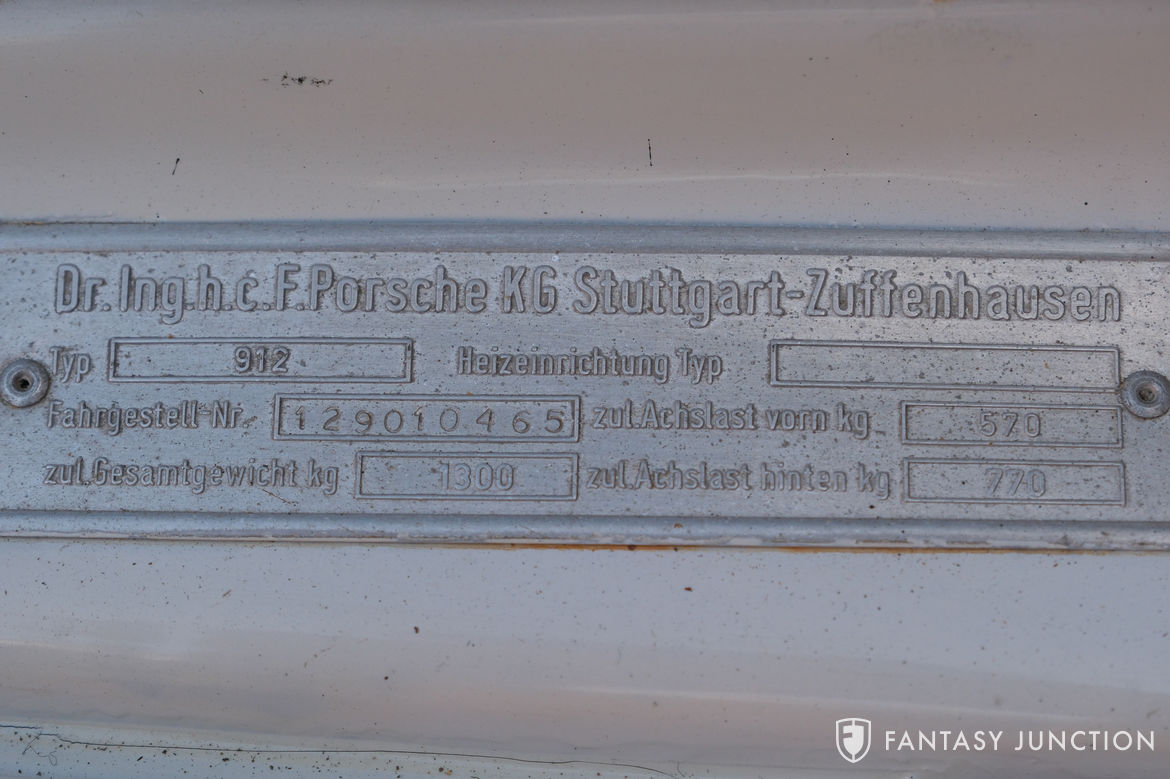 Dr. Ing.h.c.F.Porsche KG Stuttgart-Zuffenhausen
Typ 912 Heizeinrichtung Typ
Fahrgestell-Nr. 129010465 zul.Achslast vorn kg 570
zul.Gesamtgewicht kg 1300 zul.Achslast hinten kg 770
FANTASY JUNCTION